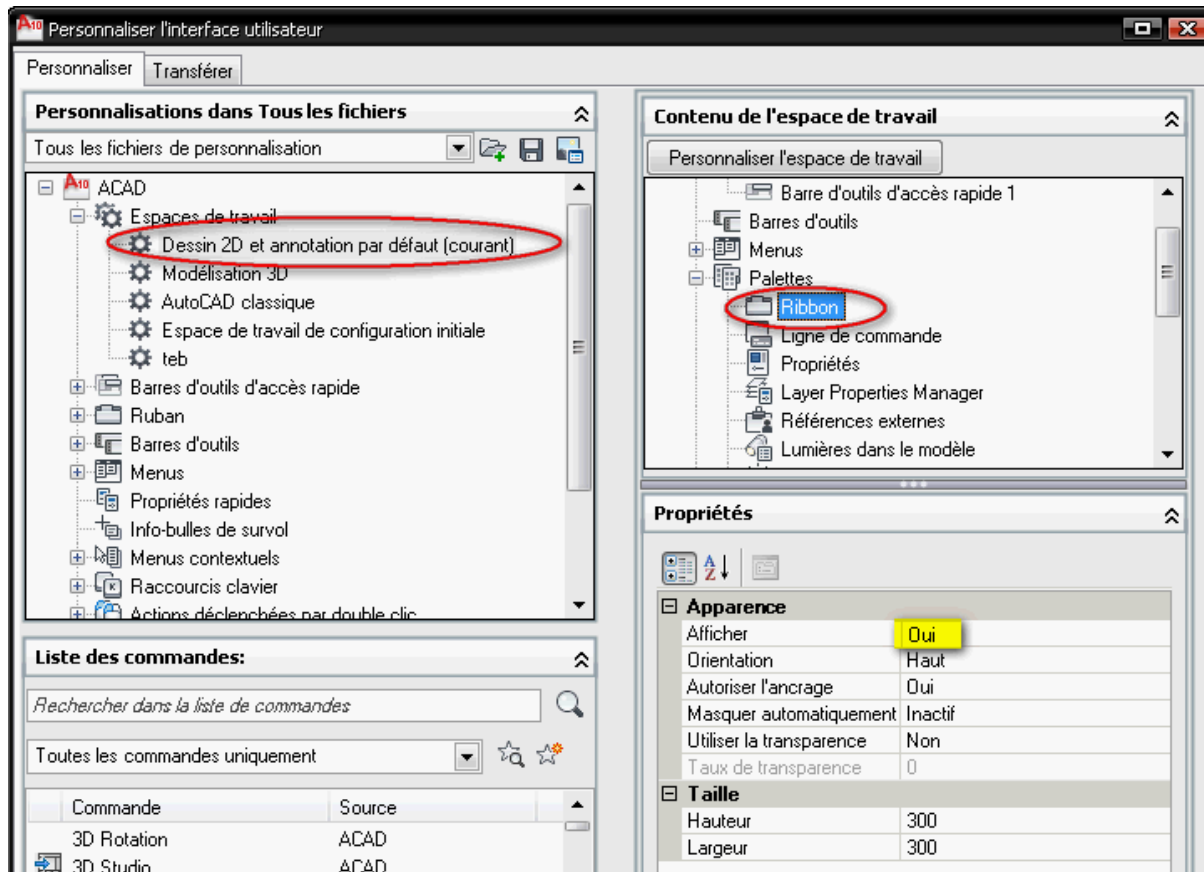 A10 Personnaliser l'interface utilisateur
Personnaliser
Transférer
Personnalisations dans Tous les fichiers
Tous les fichiers de personnalisation
A10 ACAD
Espaces de travail
Dessin 2D et annotation par défaut (courant)
Modélisation 3D
AutoCAD classique
Espace de travail de configuration initiale
teb
Barres d'outils d'accès rapide
Ruban
Barres d'outils
Menus
Propriétés rapides
Info-bulles de survol
Menus contextuels
Raccourcis clavier
Actions déclenchées par double clic
Liste des commandes:
Rechercher dans la liste de commandes
Toutes les commandes uniquement
Commande Source
3D Rotation ACAD
3D Studio ACAD
Contenu de l'espace de travail
Personnaliser l'espace de travail
Barre d'outils d'accès rapide 1
Barres d'outils
Menus
Palettes
Ribbon
Ligne de commande
Propriétés
Layer Properties Manager
Références externes
Lumières dans le modèle
Propriétés
Apparence
Afficher Oui
Orientation Haut
Autoriser l'ancrage Oui
Masquer automatiquement Inactif
Utiliser la transparence Non
Taux de transparence 0
Taille
Hauteur 300
Largeur 300